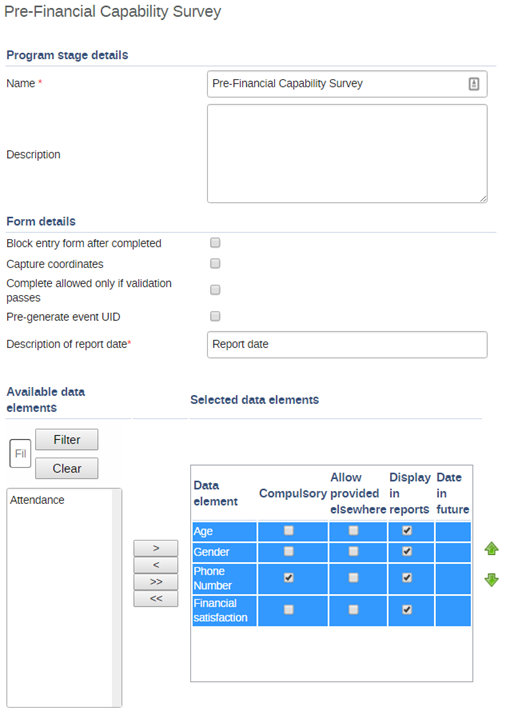 Pre-Financial Capability Survey
Program stage details
Name *
Pre-Financial Capability Survey
Description
Form details
Block entry form after completed
Capture coordinates
Complete allowed only if validation
passes
Pre-generate event UID
Description of report date*
Report date
Available data
elements
Selected data elements
Fil
Filter
Clear
Attendance
>
<
>>
<<
Data
element
Compulsory
Allow
provided
elsewhere
Display
in
reports
Date
in
future
Age
Gender
Phone
Number
Financial
satisfaction